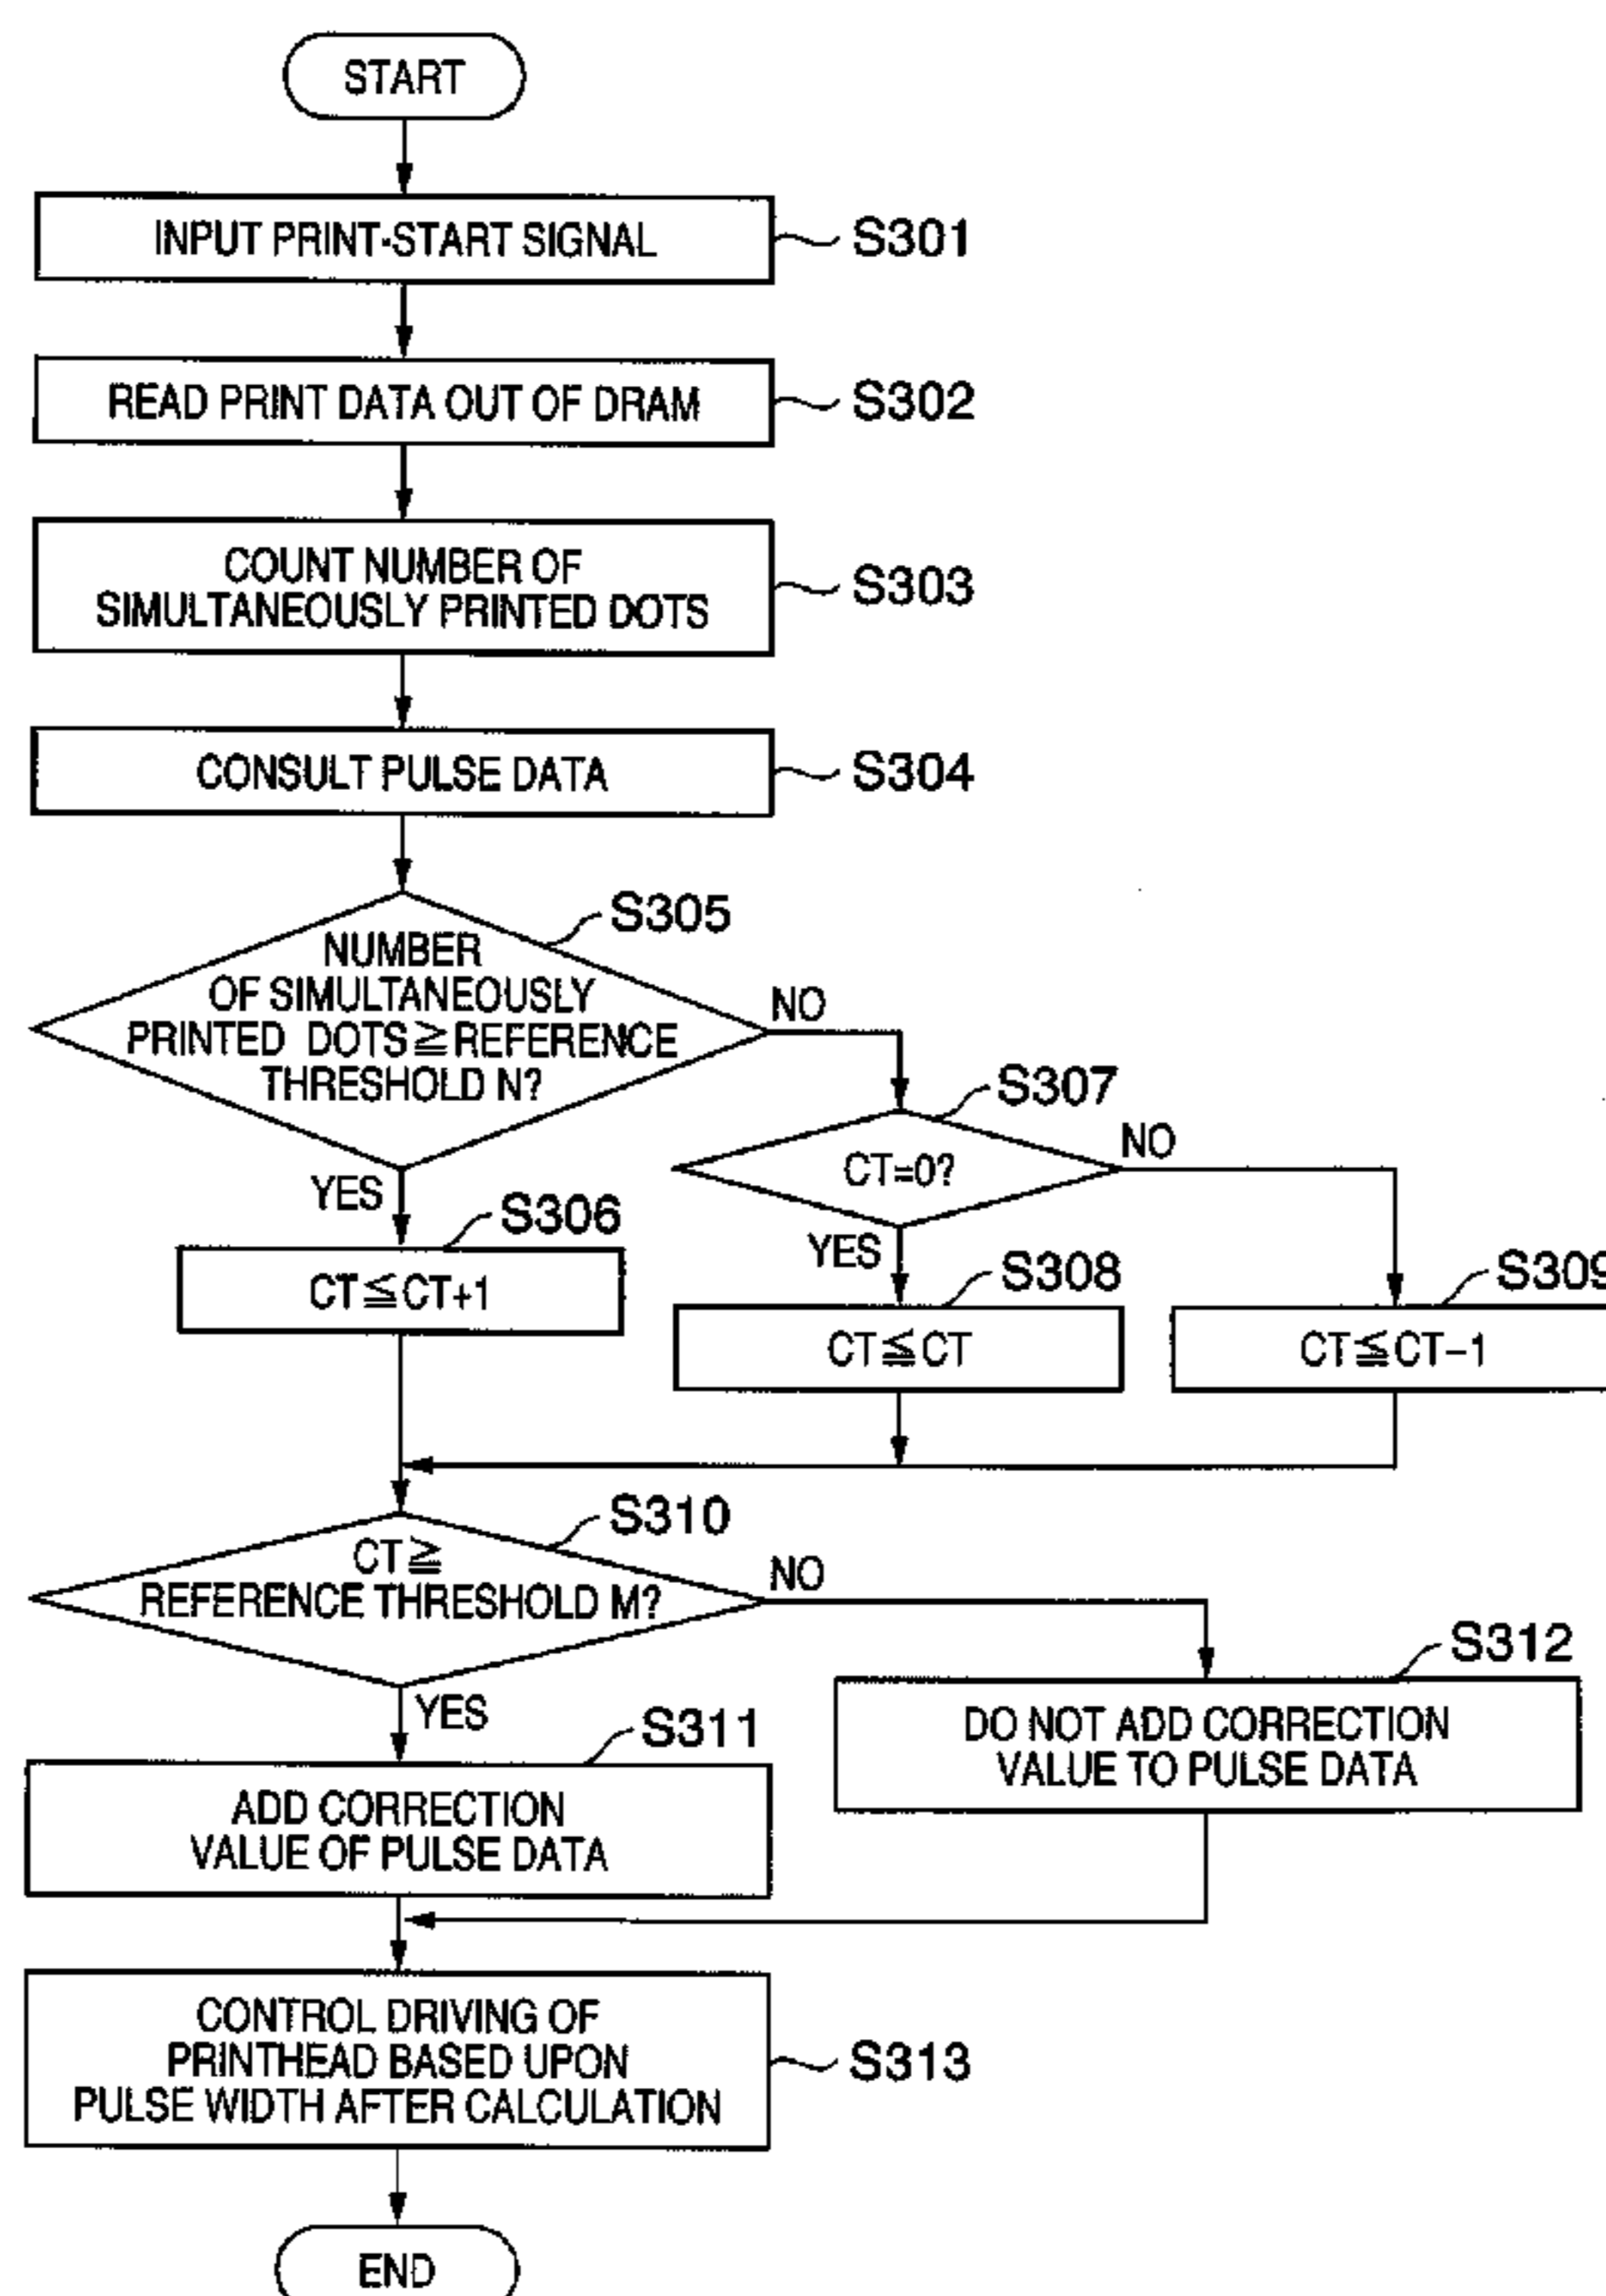 START
INPUT PRINT-START SIGNAL
S301
READ PRINT DATA OUT OF DRAM
S302
COUNT NUMBER OF
SIMULTANEOUSLY PRINTED DOTS
S303
CONSULT PULSE DATA
S304
S305
NUMBER
OF SIMULTANEOUSLY
PRINTED DOTS≧REFERENCE
THRESHOLD N?
NO
YES
S307
CT=0?
NO
YES
S306
CT≦CT+1
S308
CT≦CT
S309
CT≦CT−1
S310
CT≧
REFERENCE THRESHOLD M?
NO
YES
S311
ADD CORRECTION
VALUE OF PULSE DATA
S312
DO NOT ADD CORRECTION
VALUE TO PULSE DATA
CONTROL DRIVING OF
PRINTHEAD BASED UPON
PULSE WIDTH AFTER CALCULATION
S313
END